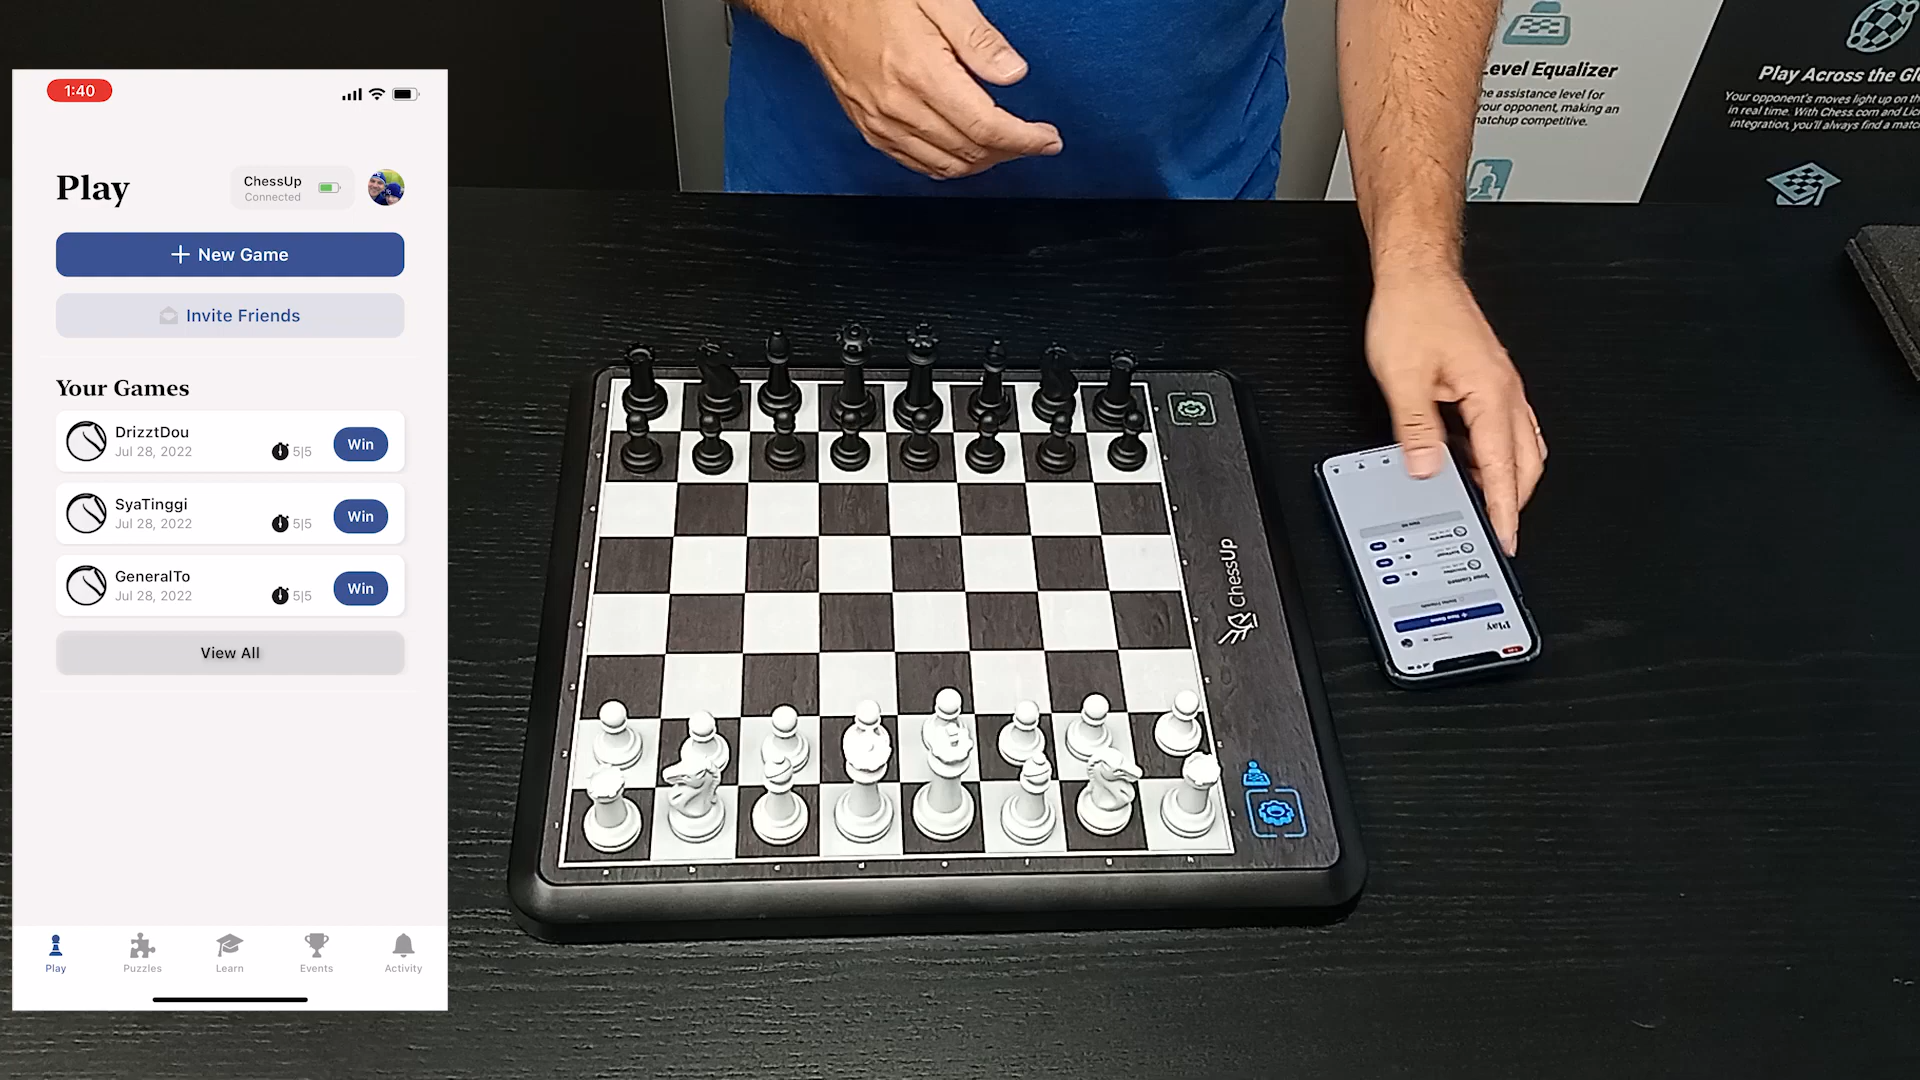 1:40
Play
ChessUp
Connected
New Game
Invite Friends
Your Games
DrizztDou
Jul 28, 2022
5|5
Win
SyaTinggi
Jul 28, 2022
5|5
Win
GeneralTo
Jul 28, 2022
5|5
Win
View All
Play
Puzzles
Learn
Events
Activity
Level Equalizer
he assistance level for
your opponent, making an
matchup competitive.
Play Across the Gl
Your opponent's moves light up on th
in real time. With Chess.com and Lic
integration, you'll always find a matc
ChessUp
a b c d e f g h
Play